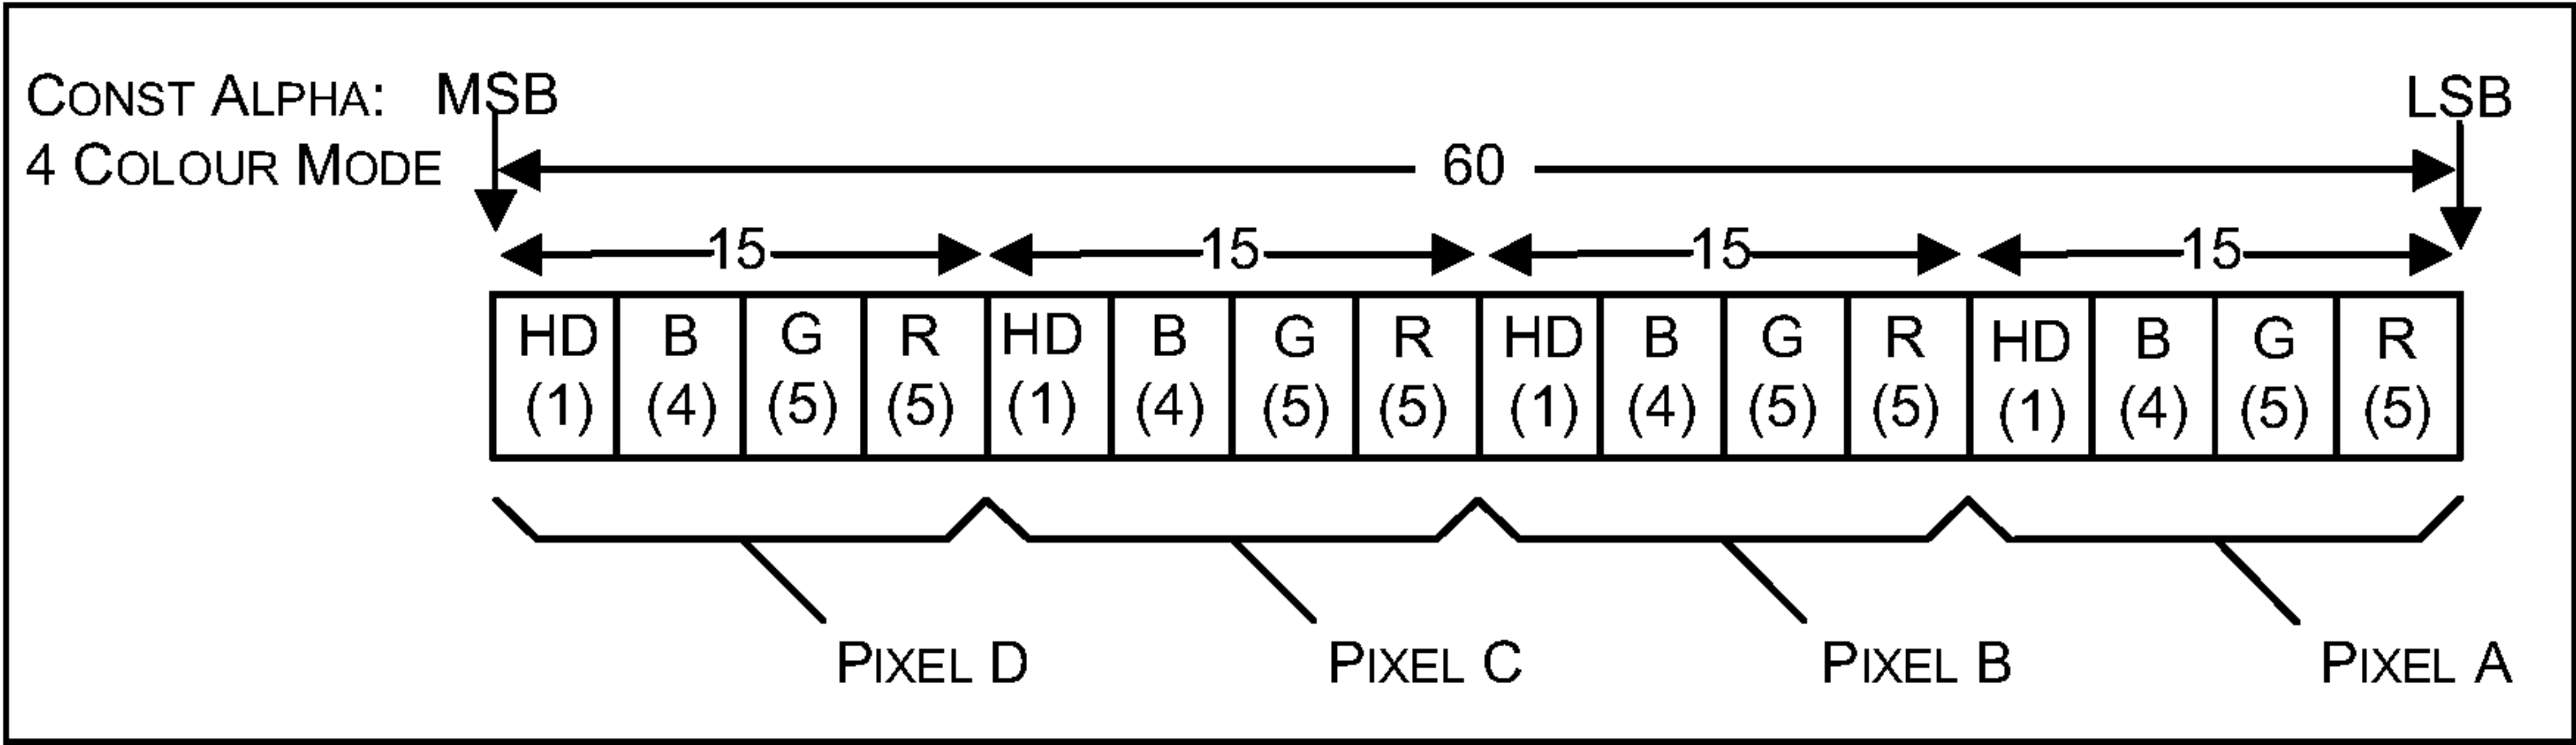 CONST ALPHA: MSB LSB
4 COLOUR MODE 60
15 15 15 15
HD B G R HD B G R HD B G R HD B G R
(1) (4) (5) (5) (1) (4) (5) (5) (1) (4) (5) (5) (1) (4) (5) (5)
PIXEL D PIXEL C PIXEL B PIXEL A